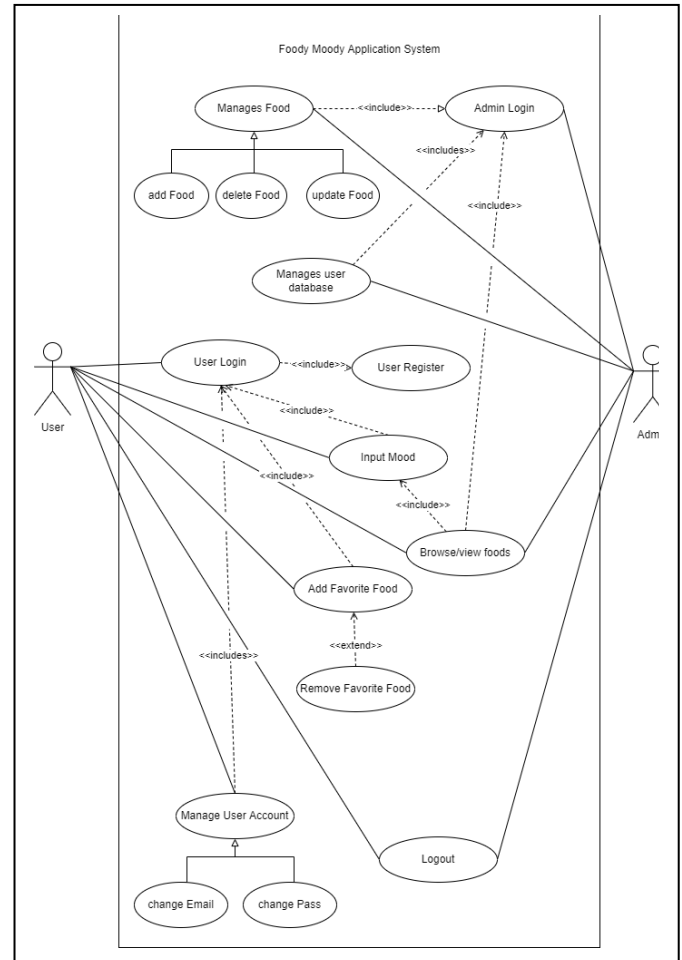 Foody Moody Application System
Manages Food
<<include>>
Admin Login
<<includes>>
add Food
delete Food
update Food
<<include>>
Manages user
database
User Login
<<include>>
User Register
User
Adm
<<include>>
Input Mood
<<include>>
<<include>>
Browse/view foods
Add Favorite Food
<<extend>>
<<includes>>
Remove Favorite Food
Manage User Account
Logout
change Email
change Pass